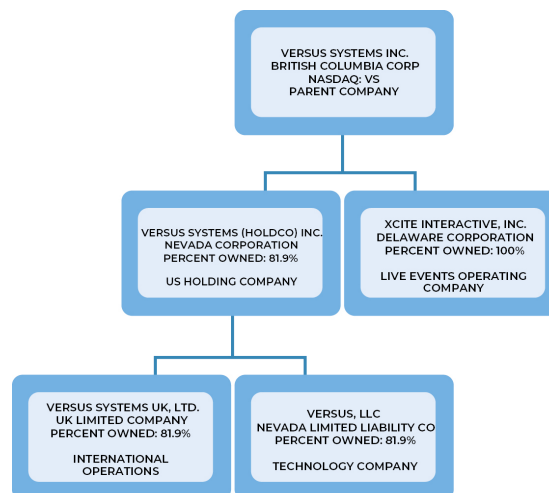 VERSUS SYSTEMS INC.
BRITISH COLUMBIA CORP
NASDAQ: VS
PARENT COMPANY
VERSUS SYSTEMS (HOLDCO) INC.
NEVADA CORPORATION
PERCENT OWNED: 81.9%
US HOLDING COMPANY
XCITE INTERACTIVE, INC.
DELAWARE CORPORATION
PERCENT OWNED: 100%
LIVE EVENTS OPERATING
COMPANY
VERSUS SYSTEMS UK, LTD.
UK LIMITED COMPANY
PERCENT OWNED: 81.9%
INTERNATIONAL
OPERATIONS
VERSUS, LLC
NEVADA LIMITED LIABILITY CO
PERCENT OWNED: 81.9%
TECHNOLOGY COMPANY